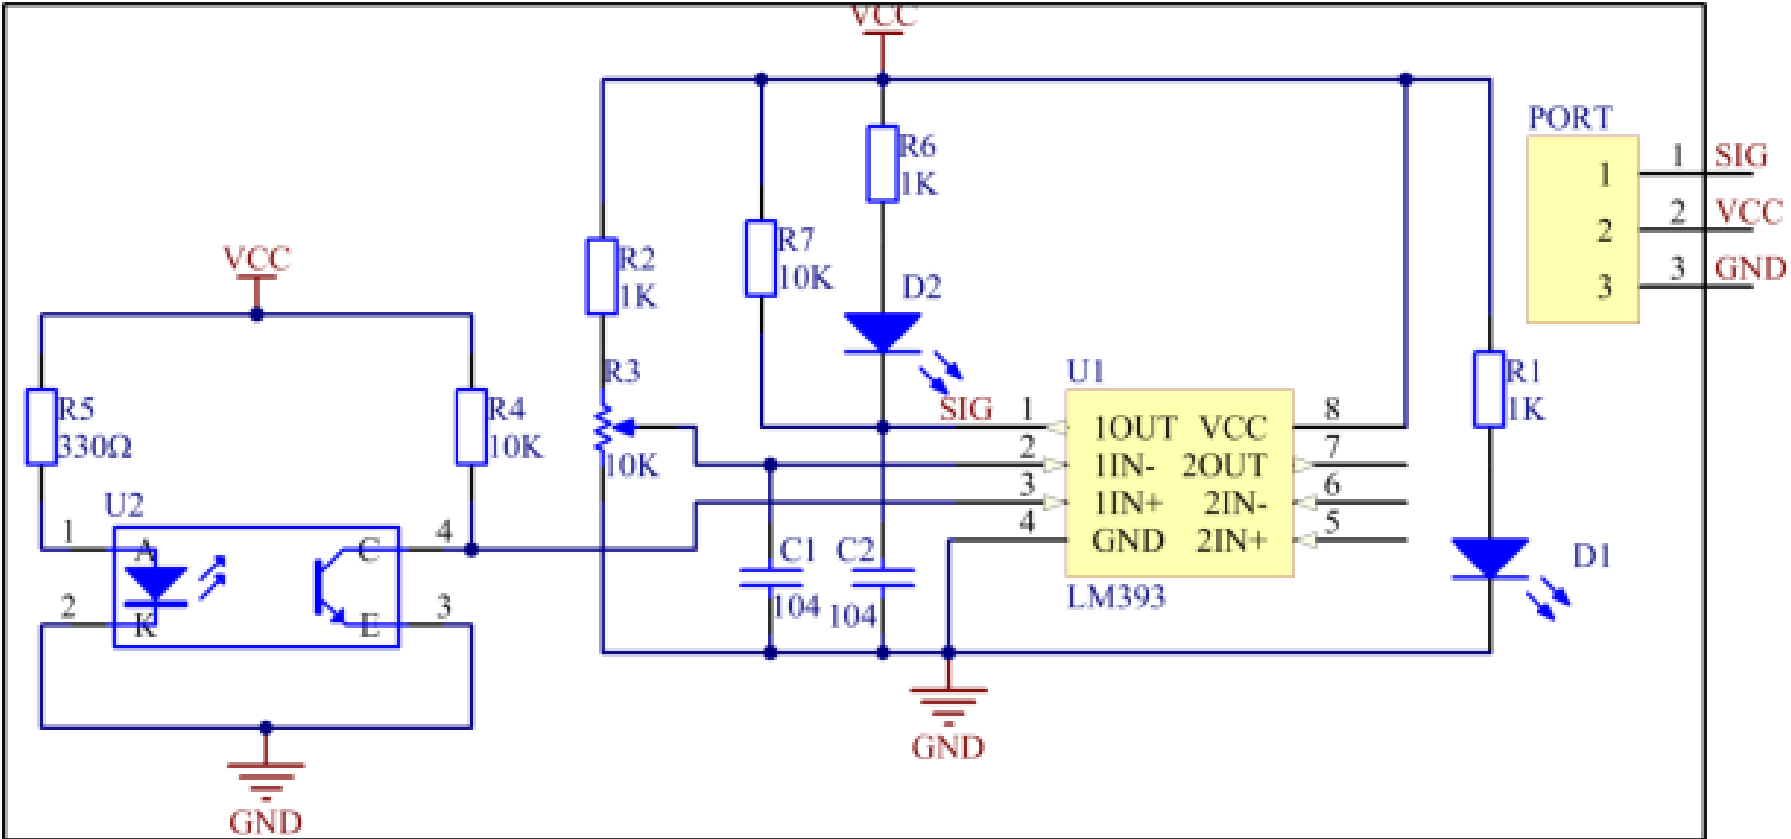 VCC
PORT
1 1 SIG
2 2 VCC
3 3 GND
R6
1K
R7
10K
R2
1K
D2
VCC
R3
10K
R5
330Ω
R4
10K
U1
SIG 1 1OUT VCC 8
2 1IN- 2OUT 7
3 1IN+ 2IN- 6
4 GND 2IN+ 5
LM393
R1
1K
U2
1 A C 4
2 K E 3
C1
104
C2
104
D1
GND
GND